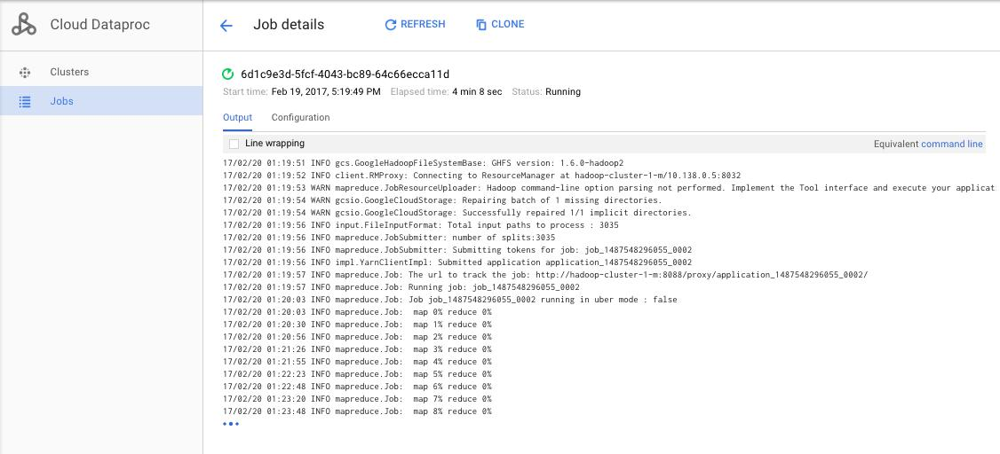 Cloud Dataproc
Job details
REFRESH
CLONE
Clusters
Jobs
6d1c9e3d-5fcf-4043-bc89-64c66ecca11d
Start time: Feb 19, 2017, 5:19:49 PM Elapsed time: 4 min 8 sec Status: Running
Output Configuration
Line wrapping
Equivalent command line
17/02/20 01:19:51 INFO gcs.GoogleHadoopFileSystemBase: GHFS version: 1.6.0-hadoop2
17/02/20 01:19:52 INFO client.RMProxy: Connecting to ResourceManager at hadoop-cluster-1-m/10.138.0.5:8032
17/02/20 01:19:53 WARN mapreduce.JobResourceUploader: Hadoop command-line option parsing not performed. Implement the Tool interface and execute your applicat
17/02/20 01:19:54 WARN gcsio.GoogleCloudStorage: Repairing batch of 1 missing directories.
17/02/20 01:19:54 WARN gcsio.GoogleCloudStorage: Successfully repaired 1/1 implicit directories.
17/02/20 01:19:56 INFO input.FileInputFormat: Total input paths to process : 3035
17/02/20 01:19:56 INFO mapreduce.JobSubmitter: number of splits:3035
17/02/20 01:19:56 INFO mapreduce.JobSubmitter: Submitting tokens for job: job_1487548296055_0002
17/02/20 01:19:56 INFO impl.YarnClientImpl: Submitted application application_1487548296055_0002
17/02/20 01:19:57 INFO mapreduce.Job: The url to track the job: http://hadoop-cluster-1-m:8088/proxy/application_1487548296055_0002/
17/02/20 01:19:57 INFO mapreduce.Job: Running job: job_1487548296055_0002
17/02/20 01:20:03 INFO mapreduce.Job: Job job_1487548296055_0002 running in uber mode : false
17/02/20 01:20:03 INFO mapreduce.Job:  map 0% reduce 0%
17/02/20 01:20:30 INFO mapreduce.Job:  map 1% reduce 0%
17/02/20 01:20:56 INFO mapreduce.Job:  map 2% reduce 0%
17/02/20 01:21:26 INFO mapreduce.Job:  map 3% reduce 0%
17/02/20 01:21:55 INFO mapreduce.Job:  map 4% reduce 0%
17/02/20 01:22:23 INFO mapreduce.Job:  map 5% reduce 0%
17/02/20 01:22:48 INFO mapreduce.Job:  map 6% reduce 0%
17/02/20 01:23:20 INFO mapreduce.Job:  map 7% reduce 0%
17/02/20 01:23:48 INFO mapreduce.Job:  map 8% reduce 0%